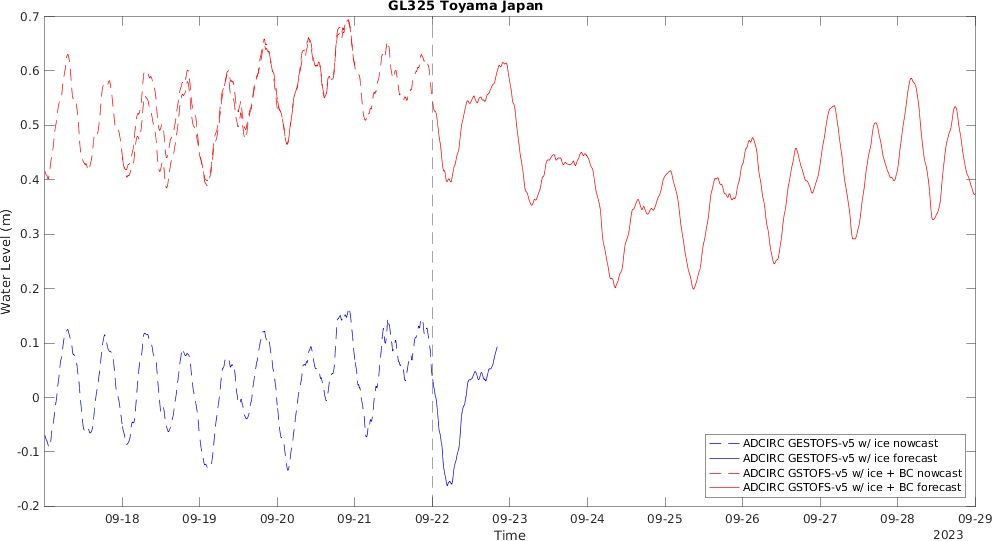 GL325 Toyama Japan
0.7
0.6
0.5
0.4
0.3
0.2
0.1
0
-0.1
-0.2
Water Level (m)
ADCIRC GESTOFS-v5 w/ ice nowcast
ADCIRC GESTOFS-v5 w/ ice forecast
ADCIRC GSTOFS-v5 w/ ice + BC nowcast
ADCIRC GSTOFS-v5 w/ ice + BC forecast
09-18 09-19 09-20 09-21 09-22 09-23 09-24 09-25 09-26 09-27 09-28 09-29
Time
2023